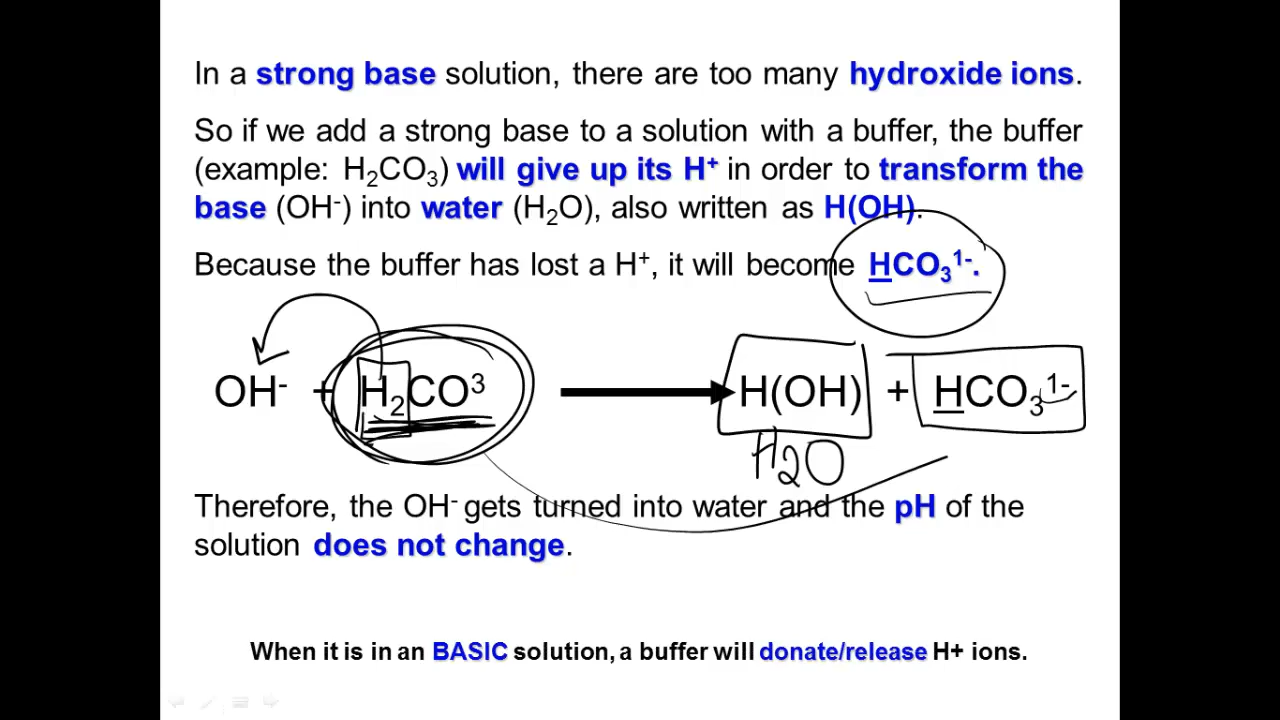 In a strong base solution, there are too many hydroxide ions.
So if we add a strong base to a solution with a buffer, the buffer
(example: H₂CO₃) will give up its H⁺ in order to transform the
base (OH⁻) into water (H₂O), also written as H(OH).
Because the buffer has lost a H⁺, it will become HCO₃¹⁻.
OH⁻ + H₂CO³ → H(OH) + HCO₃¹⁻
H₂O
Therefore, the OH⁻ gets turned into water and the pH of the
solution does not change.
When it is in an BASIC solution, a buffer will donate/release H+ ions.